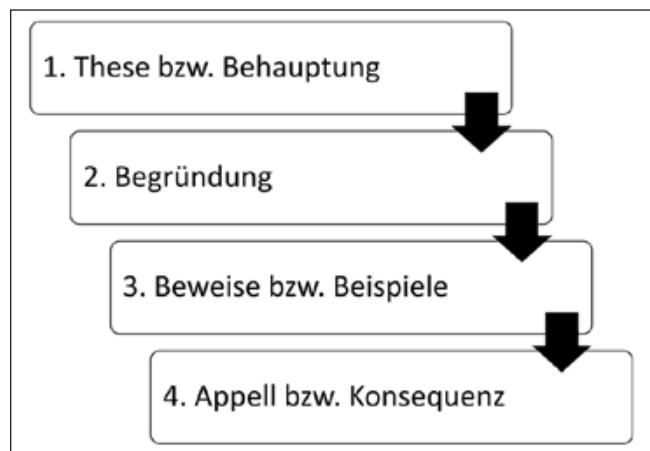 1. These bzw. Behauptung
2. Begründung
3. Beweise bzw. Beispiele
4. Appell bzw. Konsequenz